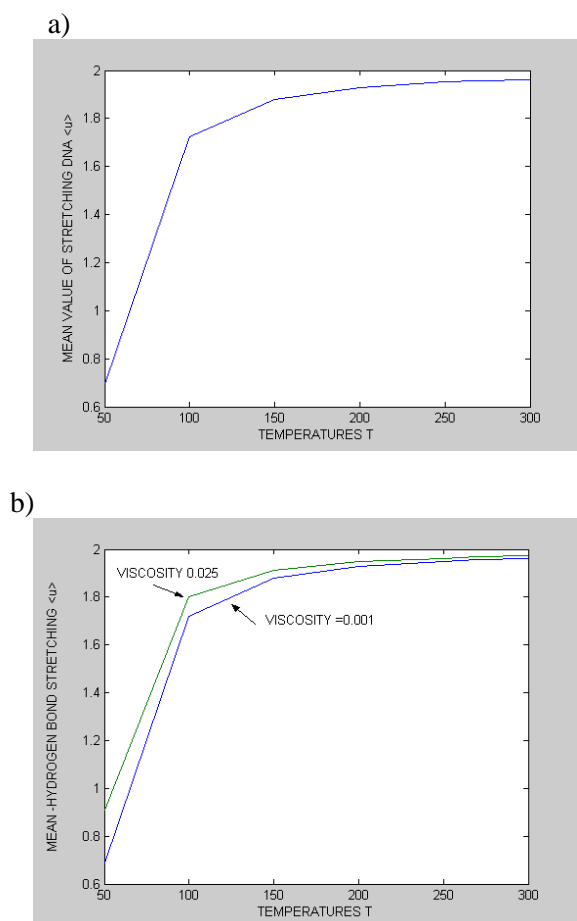 a)
2
1.8
1.6
1.4
1.2
1
0.8
0.6
MEAN VALUE OF STRETCHING DNA <u>
50 100 150 200 250 300
TEMPERATURES T
b)
2
1.8
1.6
1.4
1.2
1
0.8
0.6
MEAN -HYDROGEN BOND STRETCHING <u>
VISCOSITY 0.025
VISCOSITY =0.001
50 100 150 200 250 300
TEMPERATURES T